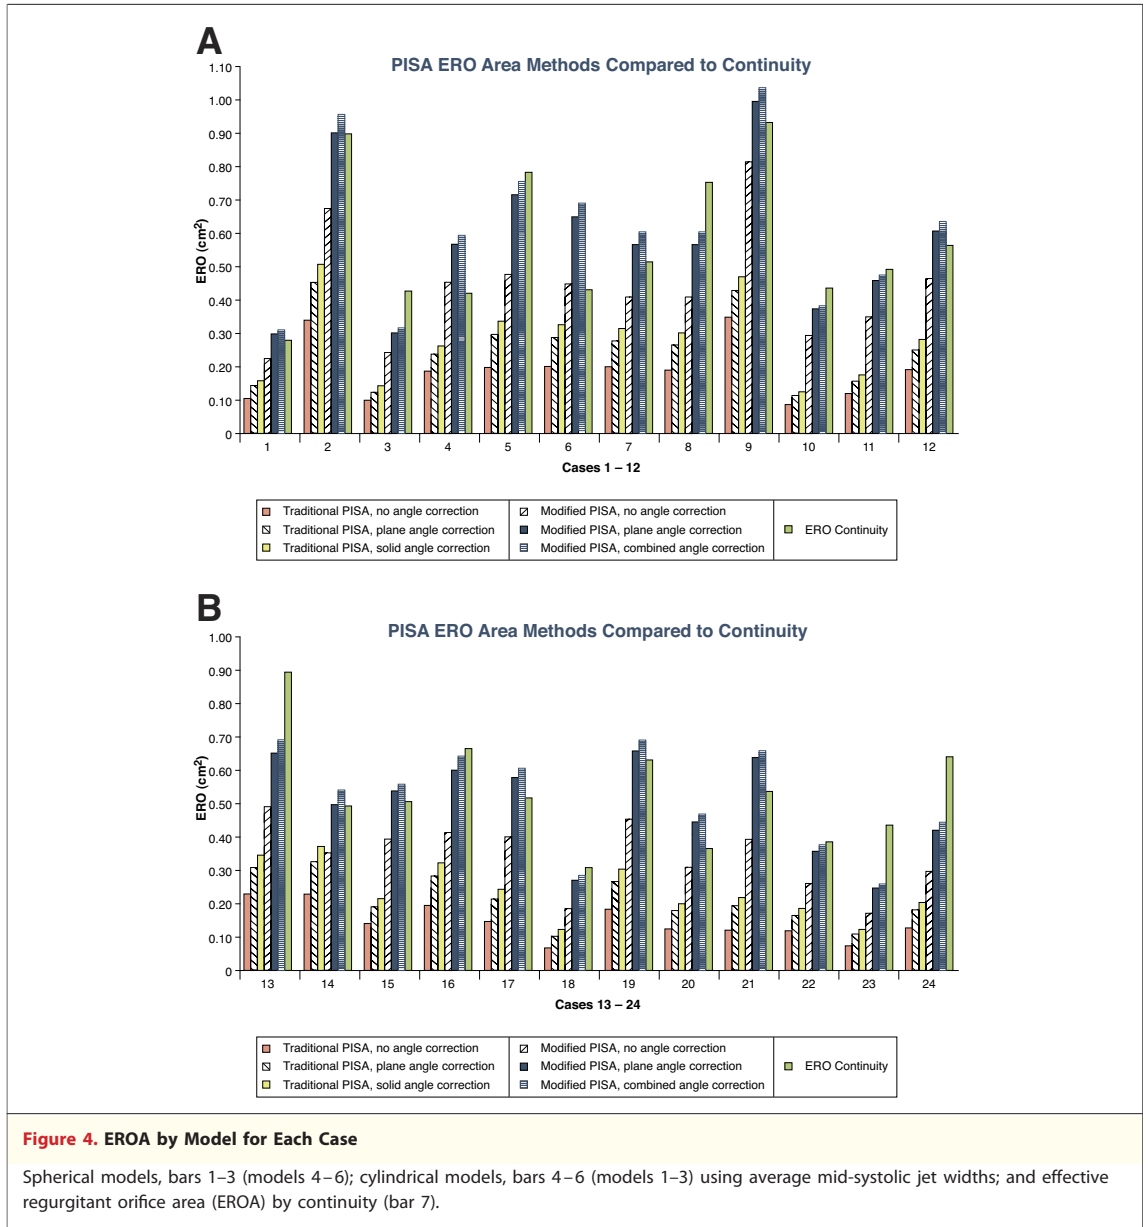 A
PISA ERO Area Methods Compared to Continuity
1.10
1.00
0.90
0.80
0.70
0.60
0.50
0.40
0.30
0.20
0.10
0
ERO (cm²)
1 2 3 4 5 6 7 8 9 10 11 12
Cases 1 – 12
Traditional PISA, no angle correction
Traditional PISA, plane angle correction
Traditional PISA, solid angle correction
Modified PISA, no angle correction
Modified PISA, plane angle correction
Modified PISA, combined angle correction
ERO Continuity
B
PISA ERO Area Methods Compared to Continuity
1.00
0.90
0.80
0.70
0.60
0.50
0.40
0.30
0.20
0.10
0
ERO (cm²)
13 14 15 16 17 18 19 20 21 22 23 24
Cases 13 – 24
Traditional PISA, no angle correction
Traditional PISA, plane angle correction
Traditional PISA, solid angle correction
Modified PISA, no angle correction
Modified PISA, plane angle correction
Modified PISA, combined angle correction
ERO Continuity
Figure 4. EROA by Model for Each Case
Spherical models, bars 1–3 (models 4–6); cylindrical models, bars 4–6 (models 1–3) using average mid-systolic jet widths; and effective
regurgitant orifice area (EROA) by continuity (bar 7).